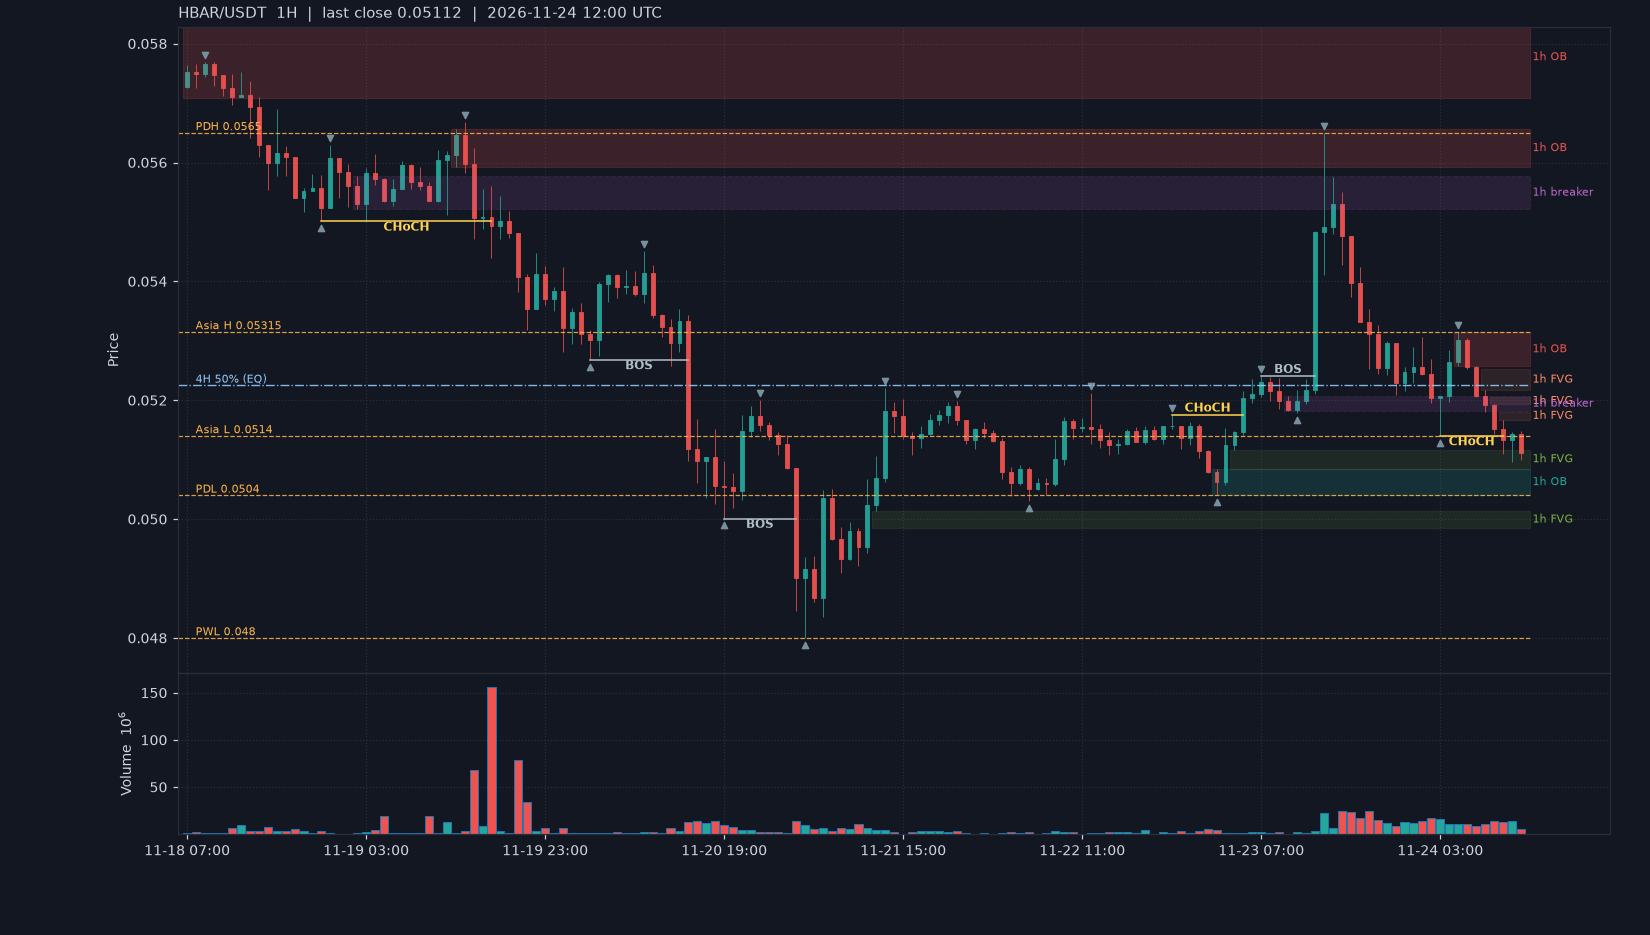 HBAR/USDT 1H | last close 0.05112 | 2026-11-24 12:00 UTC
0.058
0.056
0.054
0.052
0.050
0.048
Price
PDH 0.0565
Asia H 0.05315
4H 50% (EQ)
Asia L 0.0514
PDL 0.0504
PWL 0.048
CHoCH
BOS
BOS
CHoCH
BOS
CHoCH
1h OB
1h OB
1h breaker
1h OB
1h FVG
1h FVG
1h breaker
1h FVG
1h FVG
1h OB
1h FVG
150
100
50
Volume 10⁶
11-18 07:00
11-19 03:00
11-19 23:00
11-20 19:00
11-21 15:00
11-22 11:00
11-23 07:00
11-24 03:00